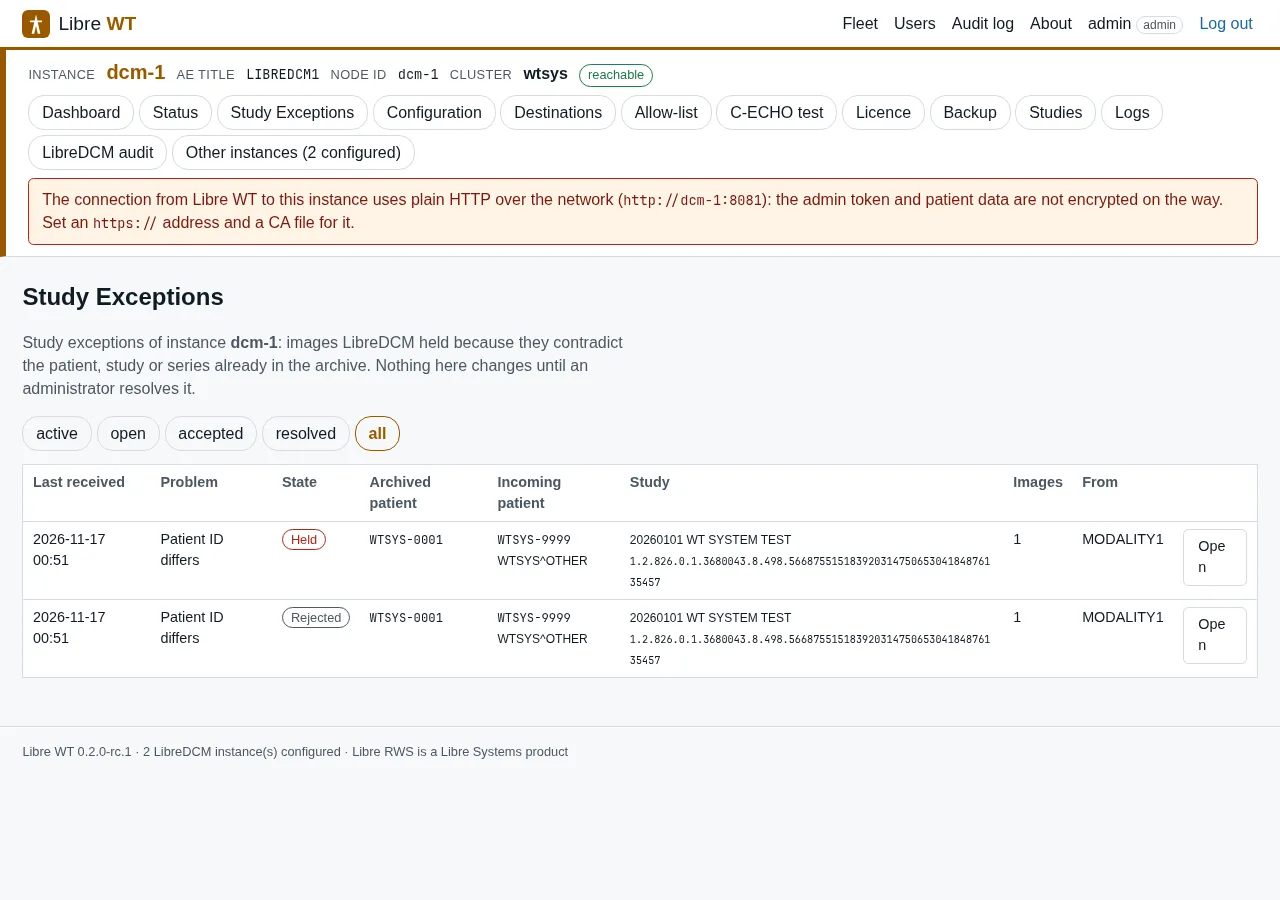 Libre WT
Fleet Users Audit log About admin admin Log out
INSTANCE dcm-1 AE TITLE LIBREDCM1 NODE ID dcm-1 CLUSTER wtsys reachable
Dashboard Status Study Exceptions Configuration Destinations Allow-list C-ECHO test Licence Backup Studies Logs
LibreDCM audit Other instances (2 configured)
The connection from Libre WT to this instance uses plain HTTP over the network (http://dcm-1:8081): the admin token and patient data are not encrypted on the way.
Set an https:// address and a CA file for it.
Study Exceptions
Study exceptions of instance dcm-1: images LibreDCM held because they contradict
the patient, study or series already in the archive. Nothing here changes until an
administrator resolves it.
active open accepted resolved all
Last received Problem State Archived patient Incoming patient Study Images From
2026-11-17 00:51 Patient ID differs Held WTSYS-0001 WTSYS-9999 WTSYS^OTHER 20260101 WT SYSTEM TEST 1.2.826.0.1.3680043.8.498.56687551518392031475065304184876135457 1 MODALITY1 Open
2026-11-17 00:51 Patient ID differs Rejected WTSYS-0001 WTSYS-9999 WTSYS^OTHER 20260101 WT SYSTEM TEST 1.2.826.0.1.3680043.8.498.56687551518392031475065304184876135457 1 MODALITY1 Open
Libre WT 0.2.0-rc.1 · 2 LibreDCM instance(s) configured · Libre RWS is a Libre Systems product